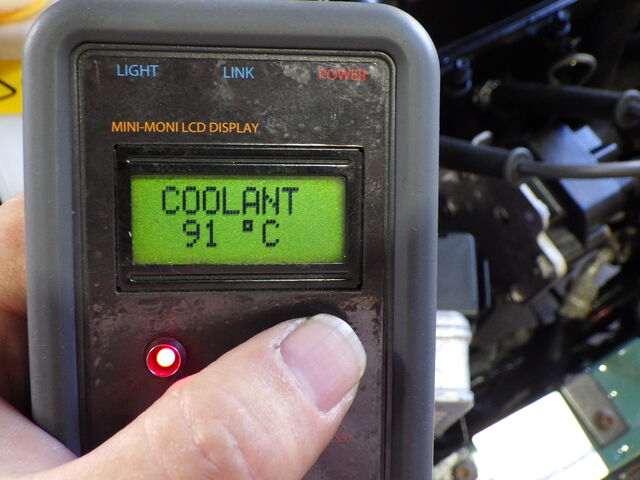 LIGHT LINK POWER
MINI-MONI LCD DISPLAY
COOLANT
91 °C